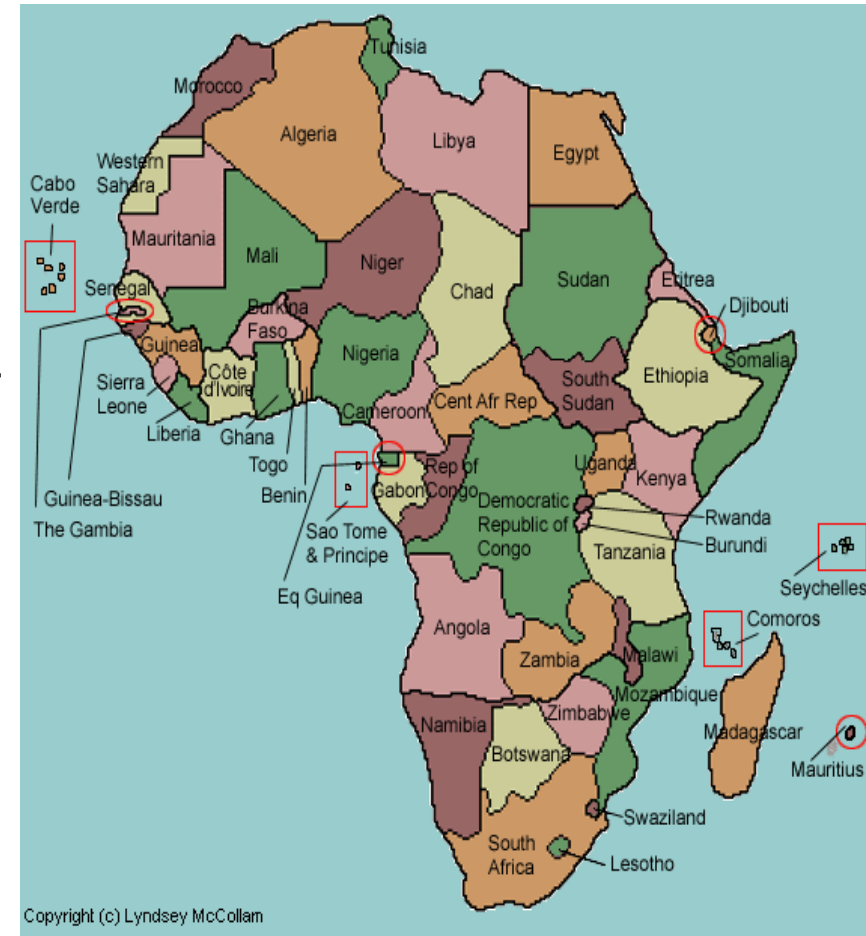 Tunisia
Morocco
Algeria
Libya
Egypt
Western
Sahara
Cabo
Verde
Mauritania
Mali
Niger
Chad
Sudan
Eritrea
Djibouti
Senegal
Burkina
Faso
Guinea
Nigeria
Côte
d'Ivoire
Sierra
Leone
Liberia
Ghana
Togo
Benin
Cameroon
Cent Afr Rep
South
Sudan
Ethiopia
Somalia
Guinea-Bissau
The Gambia
Sao Tome
& Principe
Eq Guinea
Gabon
Rep of
Congo
Democratic
Republic of
Congo
Uganda
Kenya
Rwanda
Burundi
Tanzania
Seychelles
Comoros
Angola
Zambia
Malawi
Mozambique
Zimbabwe
Madagascar
Mauritius
Namibia
Botswana
Swaziland
South
Africa
Lesotho
Copyright (c) Lyndsey McCollam